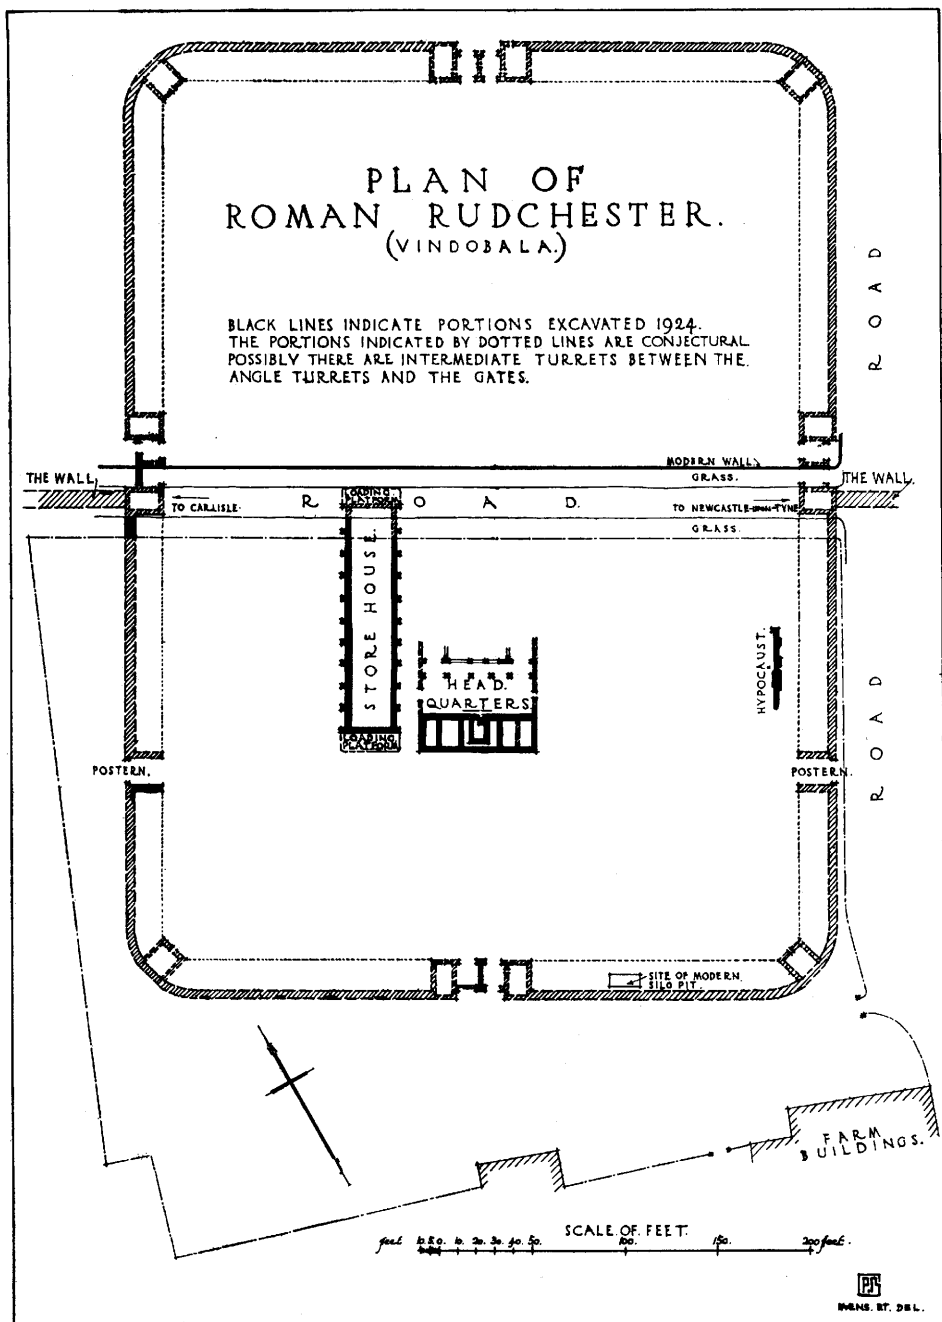 PLAN OF
ROMAN RUDCHESTER.
(VINDOBALA.)
BLACK LINES INDICATE PORTIONS EXCAVATED 1924.
THE PORTIONS INDICATED BY DOTTED LINES ARE CONJECTURAL
POSSIBLY THERE ARE INTERMEDIATE TURRETS BETWEEN THE
ANGLE TURRETS AND THE GATES.
ROAD
MODERN WALL
GRASS.
THE WALL
THE WALL.
TO CARLISLE.
LOADING
PLATFORM
ROAD.
TO NEWCASTLE-UPON-TYNE
GRASS.
STORE HOUSE.
HEAD.
QUARTERS
HYPOCAUST.
ROAD
LOADING
PLATFORM
POSTERN.
POSTERN.
SITE OF MODERN
SILO PIT.
FARM
BUILDINGS.
SCALE OF FEET.
feet 10. 5. 0. 10. 20. 30. 40. 50. 100. 150. 200 feet.